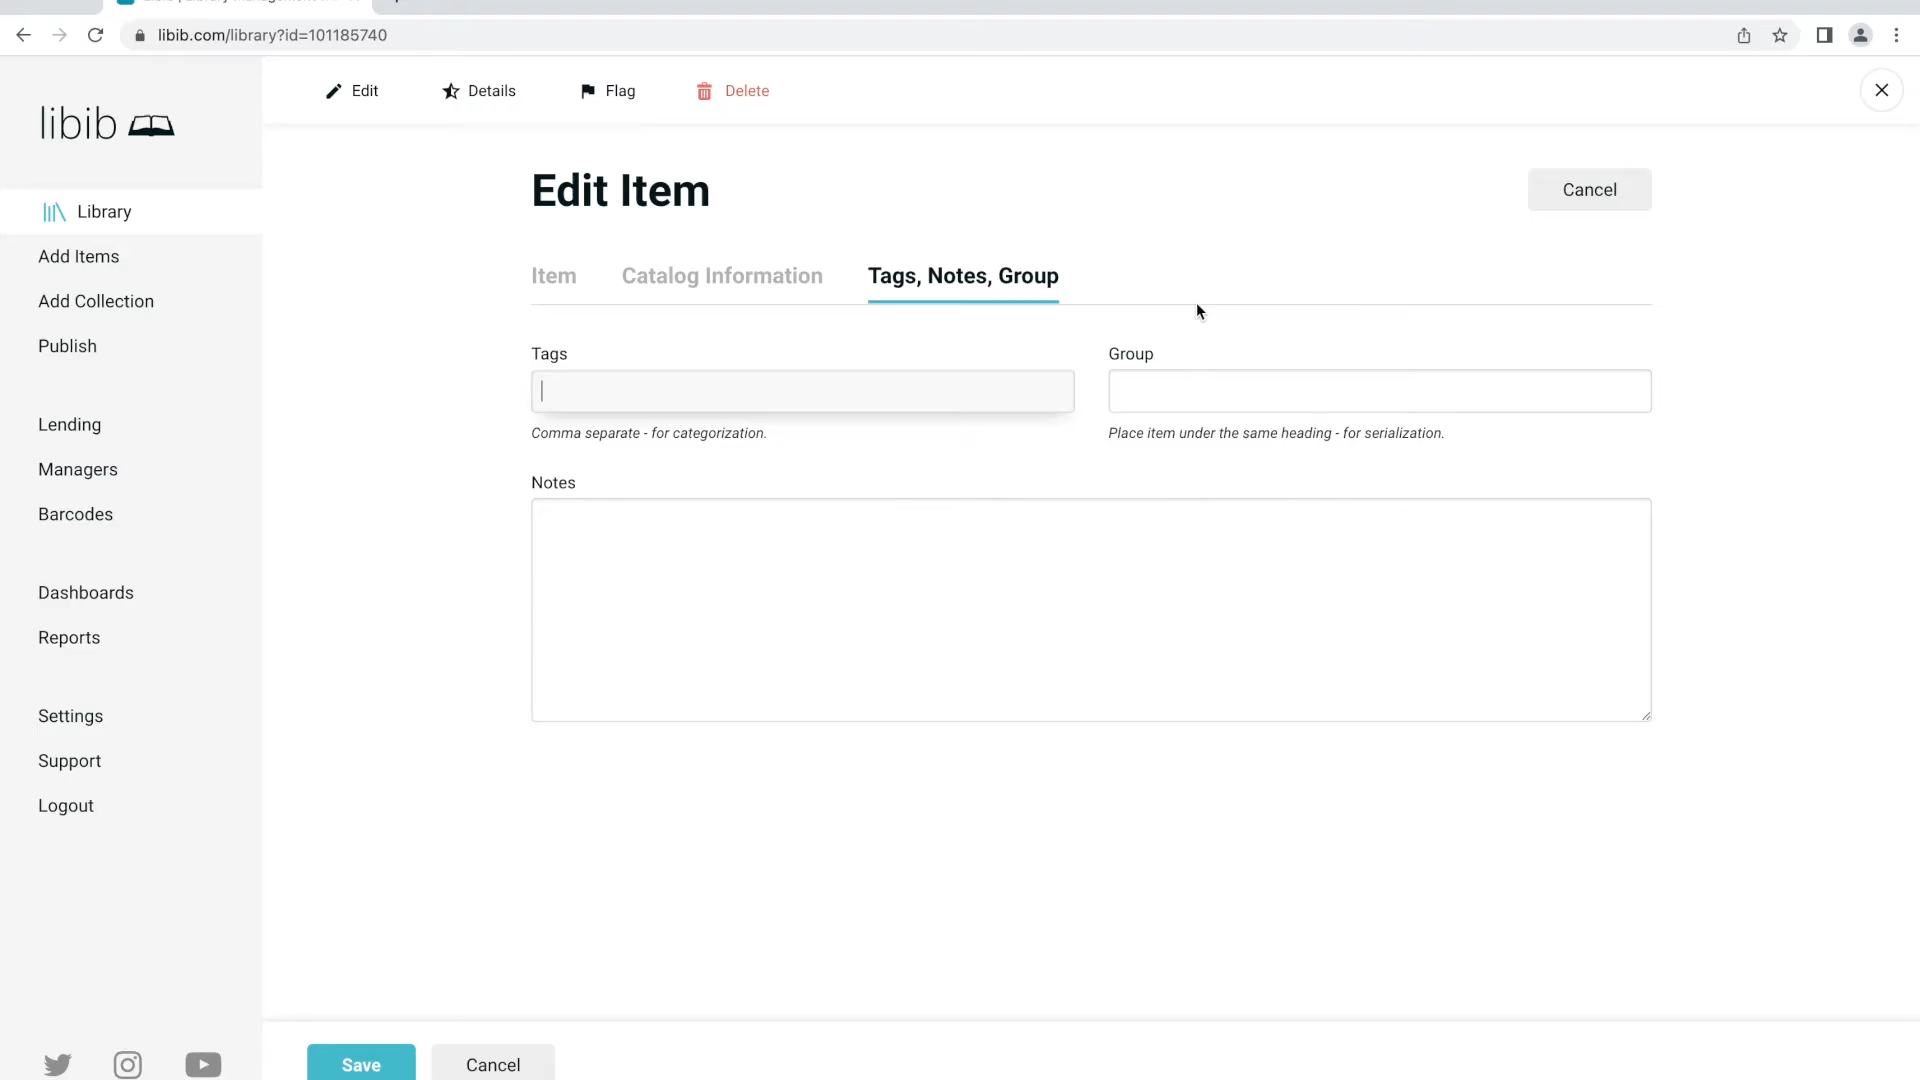 libib.com/library?id=101185740
Edit
Details
Flag
Delete
libib
Library
Add Items
Add Collection
Publish
Lending
Managers
Barcodes
Dashboards
Reports
Settings
Support
Logout
Edit Item
Cancel
Item
Catalog Information
Tags, Notes, Group
Tags
Group
Comma separate - for categorization.
Place item under the same heading - for serialization.
Notes
Save
Cancel